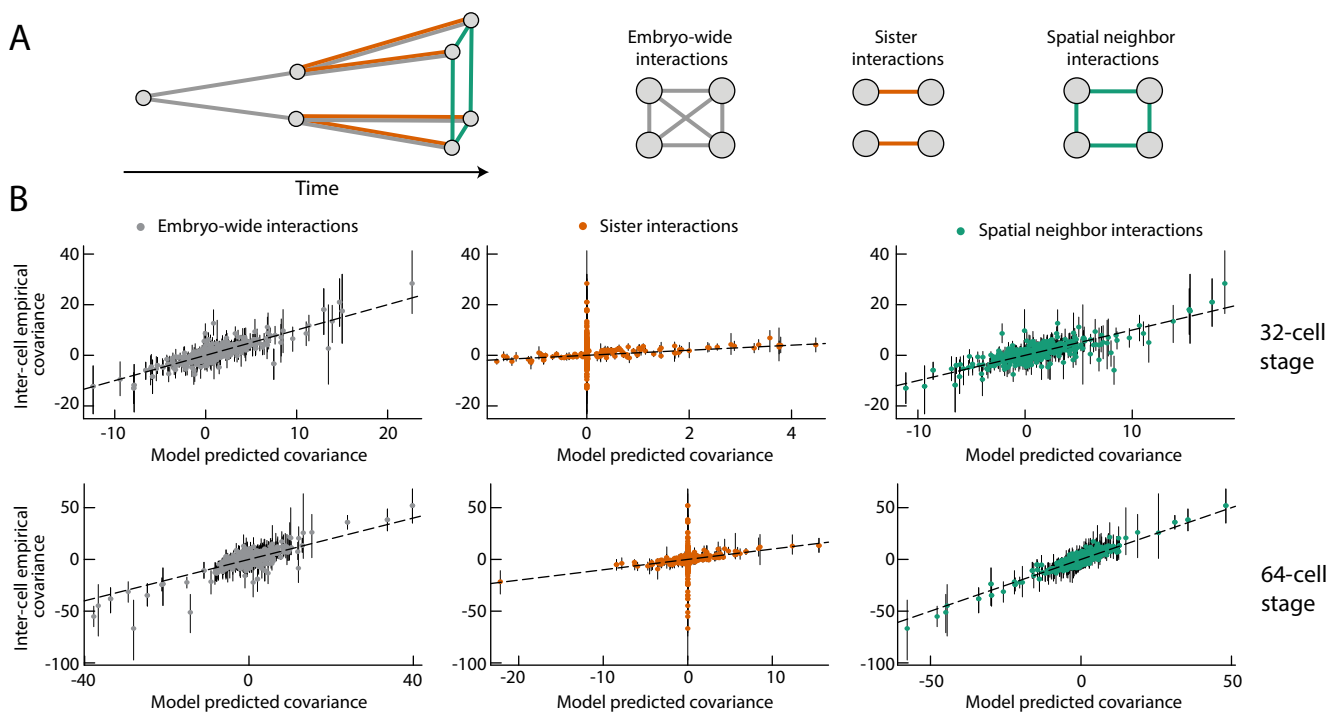 A
Embryo-wide
interactions
Sister
interactions
Spatial neighbor
interactions
Time
B
Embryo-wide interactions
Sister interactions
Spatial neighbor interactions
Inter-cell empirical
covariance
40
20
0
-20
-10
0
10
20
Model predicted covariance
40
20
0
-20
0
2
4
Model predicted covariance
40
20
0
-20
-10
0
10
Model predicted covariance
32-cell
stage
Inter-cell empirical
covariance
50
0
-50
-100
-40
0
40
Model predicted covariance
50
0
-50
-100
-20
-10
0
10
Model predicted covariance
50
0
-50
-100
-50
0
50
Model predicted covariance
64-cell
stage